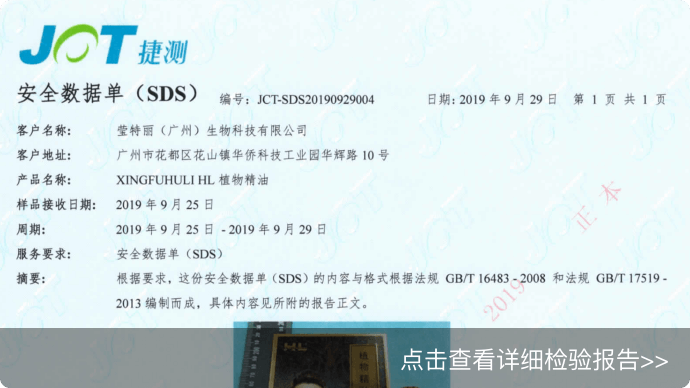 JCT 捷测
安全数据单（SDS） 编号：JCT-SDS20190929004 日期：2019 年 9 月 29 日 第 1 页 共 1 页
客户名称： 莹特丽（广州）生物科技有限公司
客户地址： 广州市花都区花山镇华侨科技工业园华辉路 10 号
产品名称： XINGFUHULI HL 植物精油
样品接收日期： 2019 年 9 月 25 日
周期： 2019 年 9 月 25 日 - 2019 年 9 月 29 日
服务要求： 安全数据单（SDS）
摘要： 根据要求，这份安全数据单（SDS）的内容与格式根据法规 GB/T 16483 - 2008 和法规 GB/T 17519 -
2013 编制而成，具体内容见所附的报告正文。
正本
2019
HL
植物精
点击查看详细检验报告>>